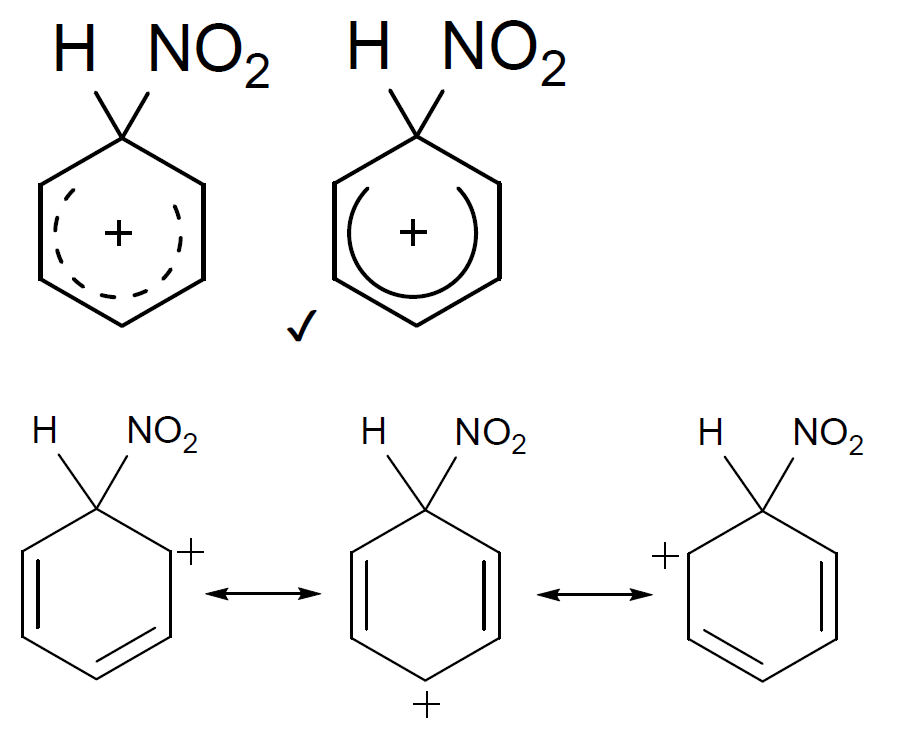 H NO₂ H NO₂
+ +
✓
H NO₂ H NO₂ H NO₂
+ +
+